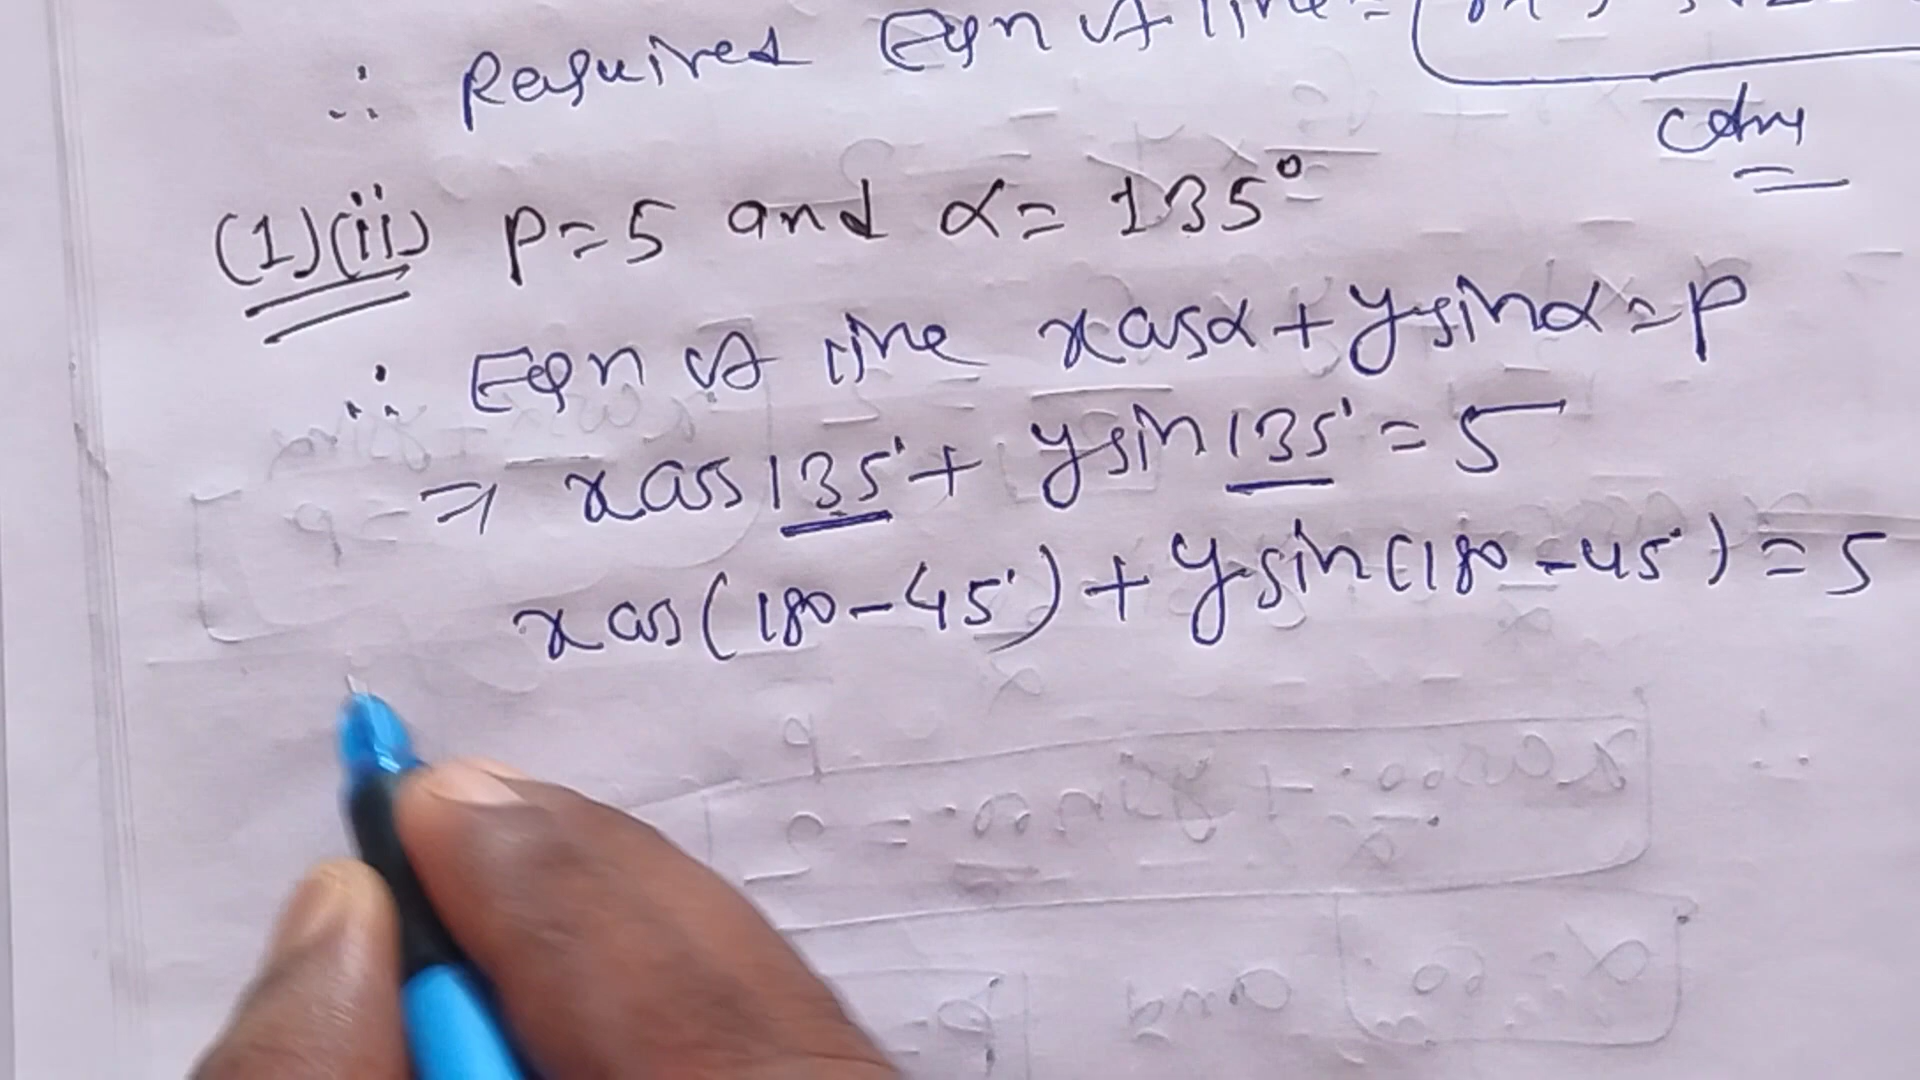 ∴ Required Eqn of line =
Ans
(1)(ii) p=5 and α= 135°
∴ Eqn of line xcosα+ysinα=p
⇒ xcos135°+ ysin135°=5
xcos(180-45°)+ysin(180-45°)=5